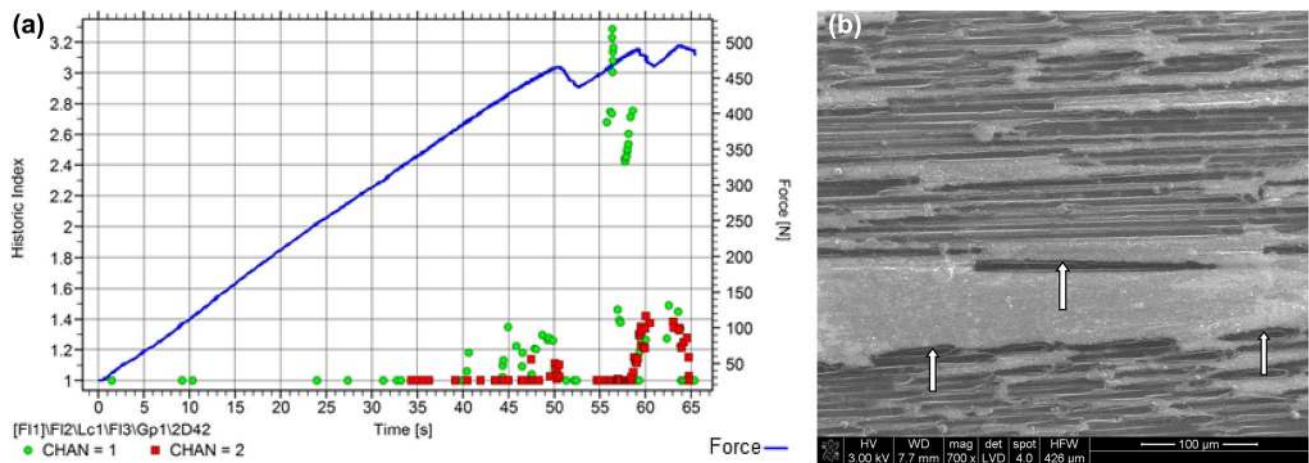 (a)
3.2
3
2.8
2.6
2.4
2.2
2
1.8
1.6
1.4
1.2
1
Historic Index
500
450
400
350
300
250
200
150
100
50
Force [N]
0 5 10 15 20 25 30 35 40 45 50 55 60 65
Time [s]
[FI1]\FI2\Lc1\FI3\Gp1\2D42
CHAN = 1 CHAN = 2
Force
(b)
HV WD mag det spot HFW
3.00 kV 7.7 mm 700 x LVD 4.0 426 µm
100 µm